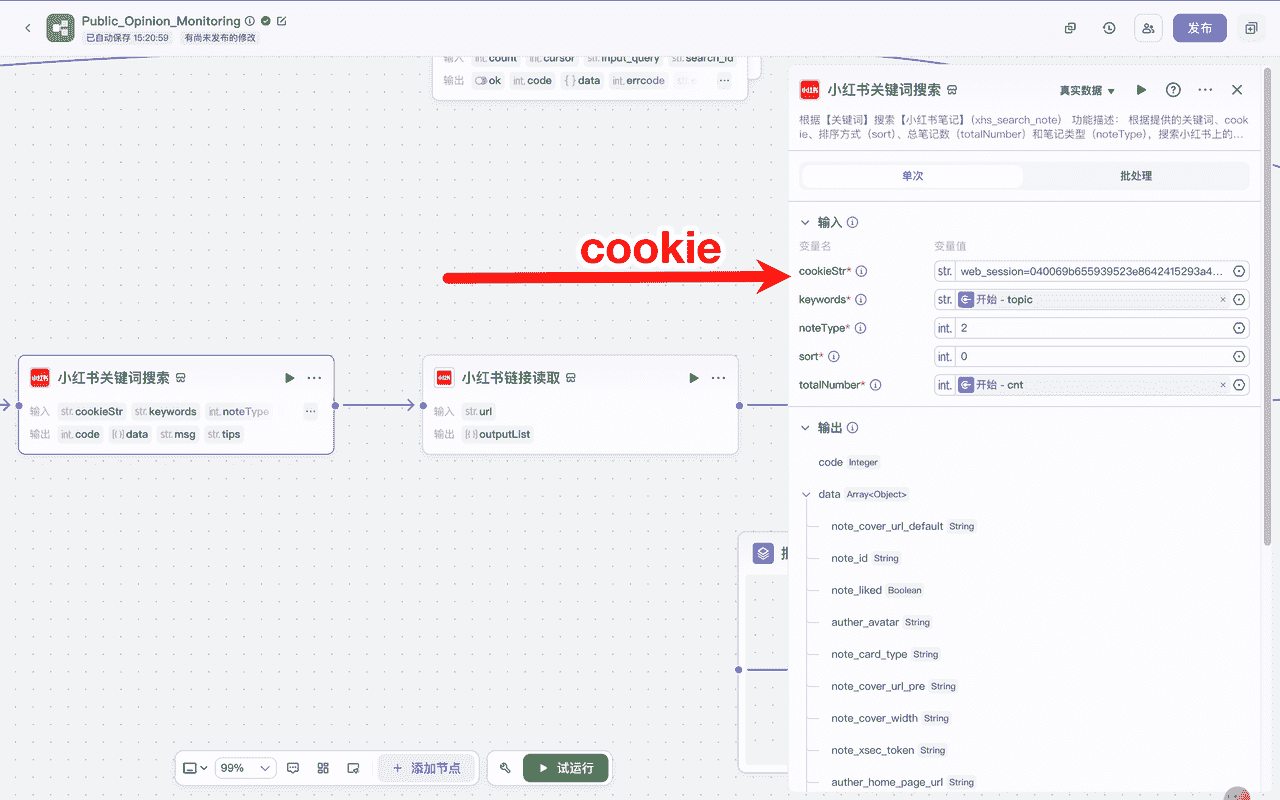 Public_Opinion_Monitoring
已自动保存 15:20:59 有尚未发布的修改
发布
输入 int.count int.cursor str.input_query str.search_id
输出 ok int.code {}data int.errcode str. ...
小红书关键词搜索
真实数据
根据【关键词】搜索【小红书笔记】(xhs_search_note) 功能描述: 根据提供的关键词、cook
ie、排序方式 (sort)、总笔记数 (totalNumber) 和笔记类型 (noteType),搜索小红书上的...
单次 批处理
输入
变量名 变量值
cookie
cookieStr* str. web_session=040069b655939523e8642415293a4...
keywords* str. 开始 - topic
noteType* int. 2
sort* int. 0
totalNumber* int. 开始 - cnt
小红书关键词搜索
输入 str.cookieStr str.keywords int.noteType ...
输出 int.code [{}]data str.msg str.tips
小红书链接读取
输入 str.url
输出 [{}]outputList
输出
code Integer
data Array<Object>
note_cover_url_default String
note_id String
note_liked Boolean
auther_avatar String
note_card_type String
note_cover_url_pre String
note_cover_width String
note_xsec_token String
auther_home_page_url String
99%
添加节点
试运行